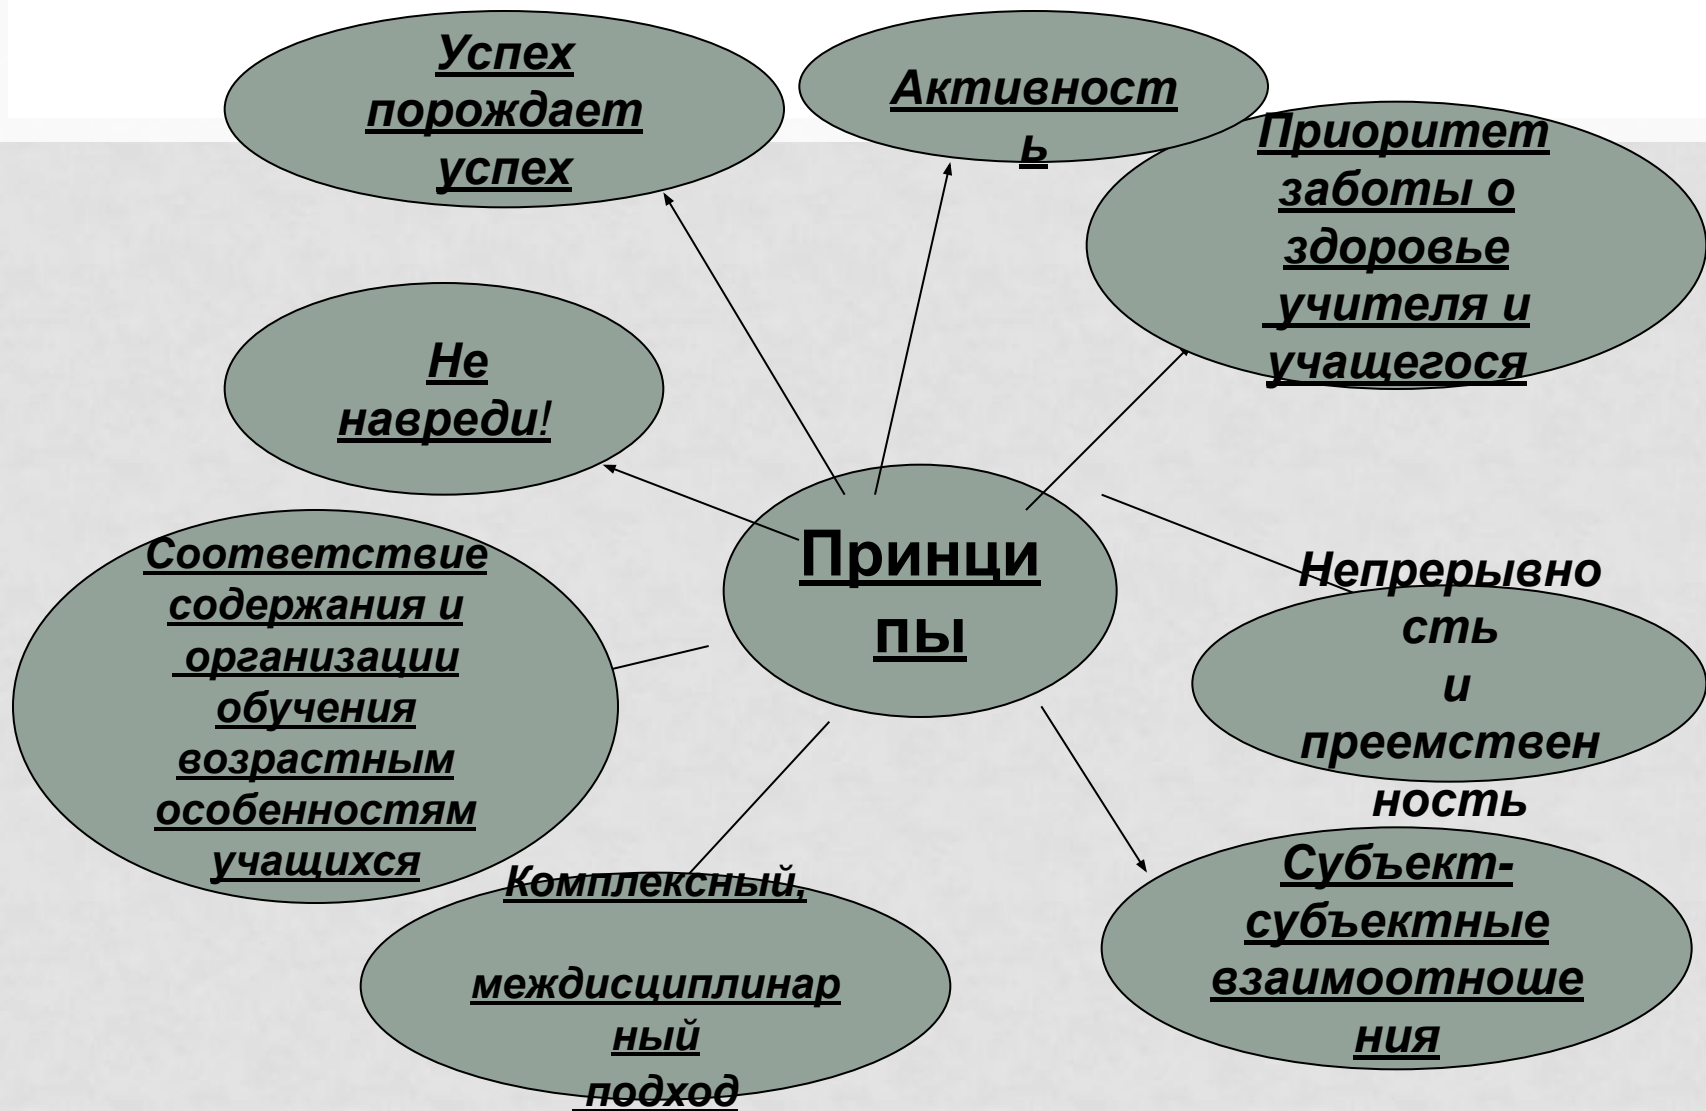 Успех
порождает
успех
Активност
ь
Приоритет
заботы о
здоровье
учителя и
учащегося
Не
навреди!
Принци
пы
Соответствие
содержания и
организации
обучения
возрастным
особенностям
учащихся
Непрерывно
сть
и
преемствен
ность
Комплексный,
междисциплинар
ный
подход
Субъект-
субъектные
взаимоотноше
ния